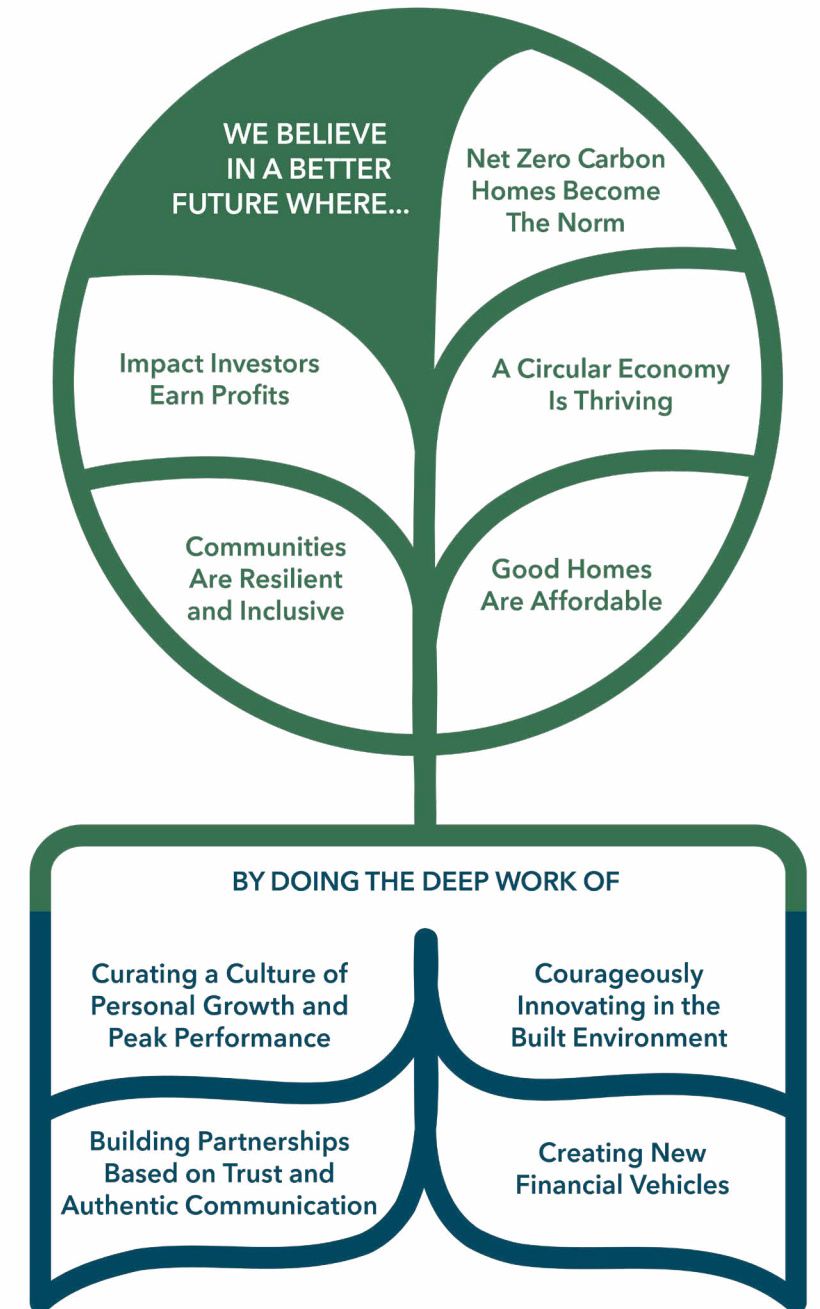 WE BELIEVE
IN A BETTER
FUTURE WHERE...
Net Zero Carbon
Homes Become
The Norm
Impact Investors
Earn Profits
A Circular Economy
Is Thriving
Communities
Are Resilient
and Inclusive
Good Homes
Are Affordable
BY DOING THE DEEP WORK OF
Curating a Culture of
Personal Growth and
Peak Performance
Courageously
Innovating in the
Built Environment
Building Partnerships
Based on Trust and
Authentic Communication
Creating New
Financial Vehicles